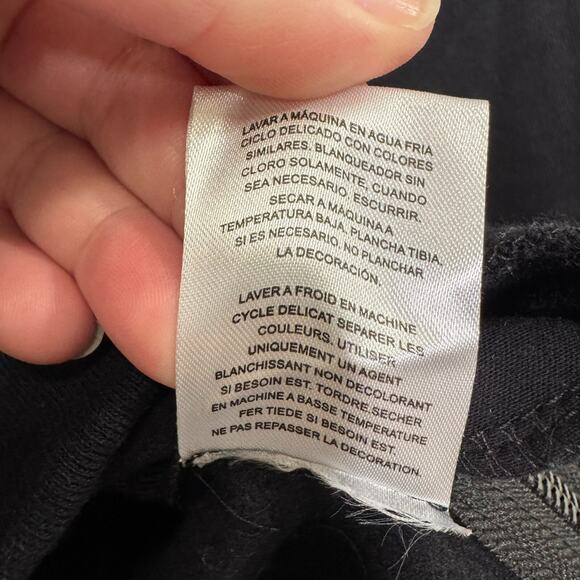 LAVAR A MÁQUINA EN AGUA FRIA
CICLO DELICADO CON COLORES
SIMILARES. BLANQUEADOR SIN
CLORO SOLAMENTE, CUANDO
SEA NECESARIO. ESCURRIR.
SECAR A MÁQUINA A
TEMPERATURA BAJA. PLANCHA TIBIA.
SI ES NECESARIO, NO PLANCHAR
LA DECORACIÓN.
LAVER A FROID EN MACHINE
CYCLE DELICAT SEPARER LES
COULEURS. UTILISER
UNIQUEMENT UN AGENT
BLANCHISSANT NON DECOLORANT
SI BESOIN EST. TORDRE.SECHER
EN MACHINE A BASSE TEMPERATURE
FER TIEDE SI BESOIN EST.
NE PAS REPASSER LA DECORATION.